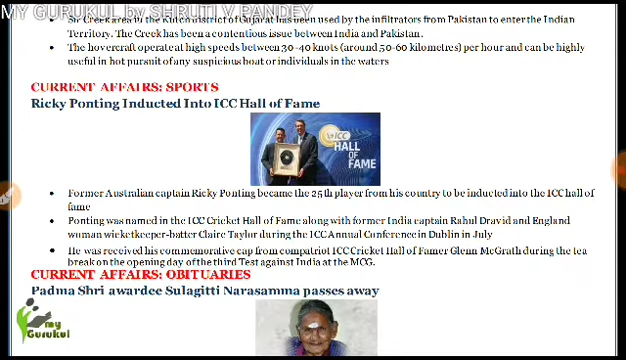 MY GURUKUL by SHRUTI V PANDEY
Sir Creek area in the Kutch district of Gujarat has been used by the infiltrators from Pakistan to enter the Indian
Territory. The Creek has been a contentious issue between India and Pakistan.
The hovercraft operate at high speeds between 30-40 knots (around 50-60 kilometres) per hour and can be highly
useful in hot pursuit of any suspicious boat or individuals in the waters
CURRENT AFFAIRS: SPORTS
Ricky Ponting Inducted Into ICC Hall of Fame
ICC
HALL
OF
FAME
Former Australian captain Ricky Ponting became the 25th player from his country to be inducted into the ICC hall of
fame
Ponting was named in the ICC Cricket Hall of Fame along with former India captain Rahul Dravid and England
woman wicketkeeper-batter Claire Taylor during the ICC Annual Conference in Dublin in July
He was received his commemorative cap from compatriot ICC Cricket Hall of Famer Glenn McGrath during the tea
break on the opening day of the third Test against India at the MCG.
CURRENT AFFAIRS: OBITUARIES
Padma Shri awardee Sulagitti Narasamma passes away
my
Gurukul